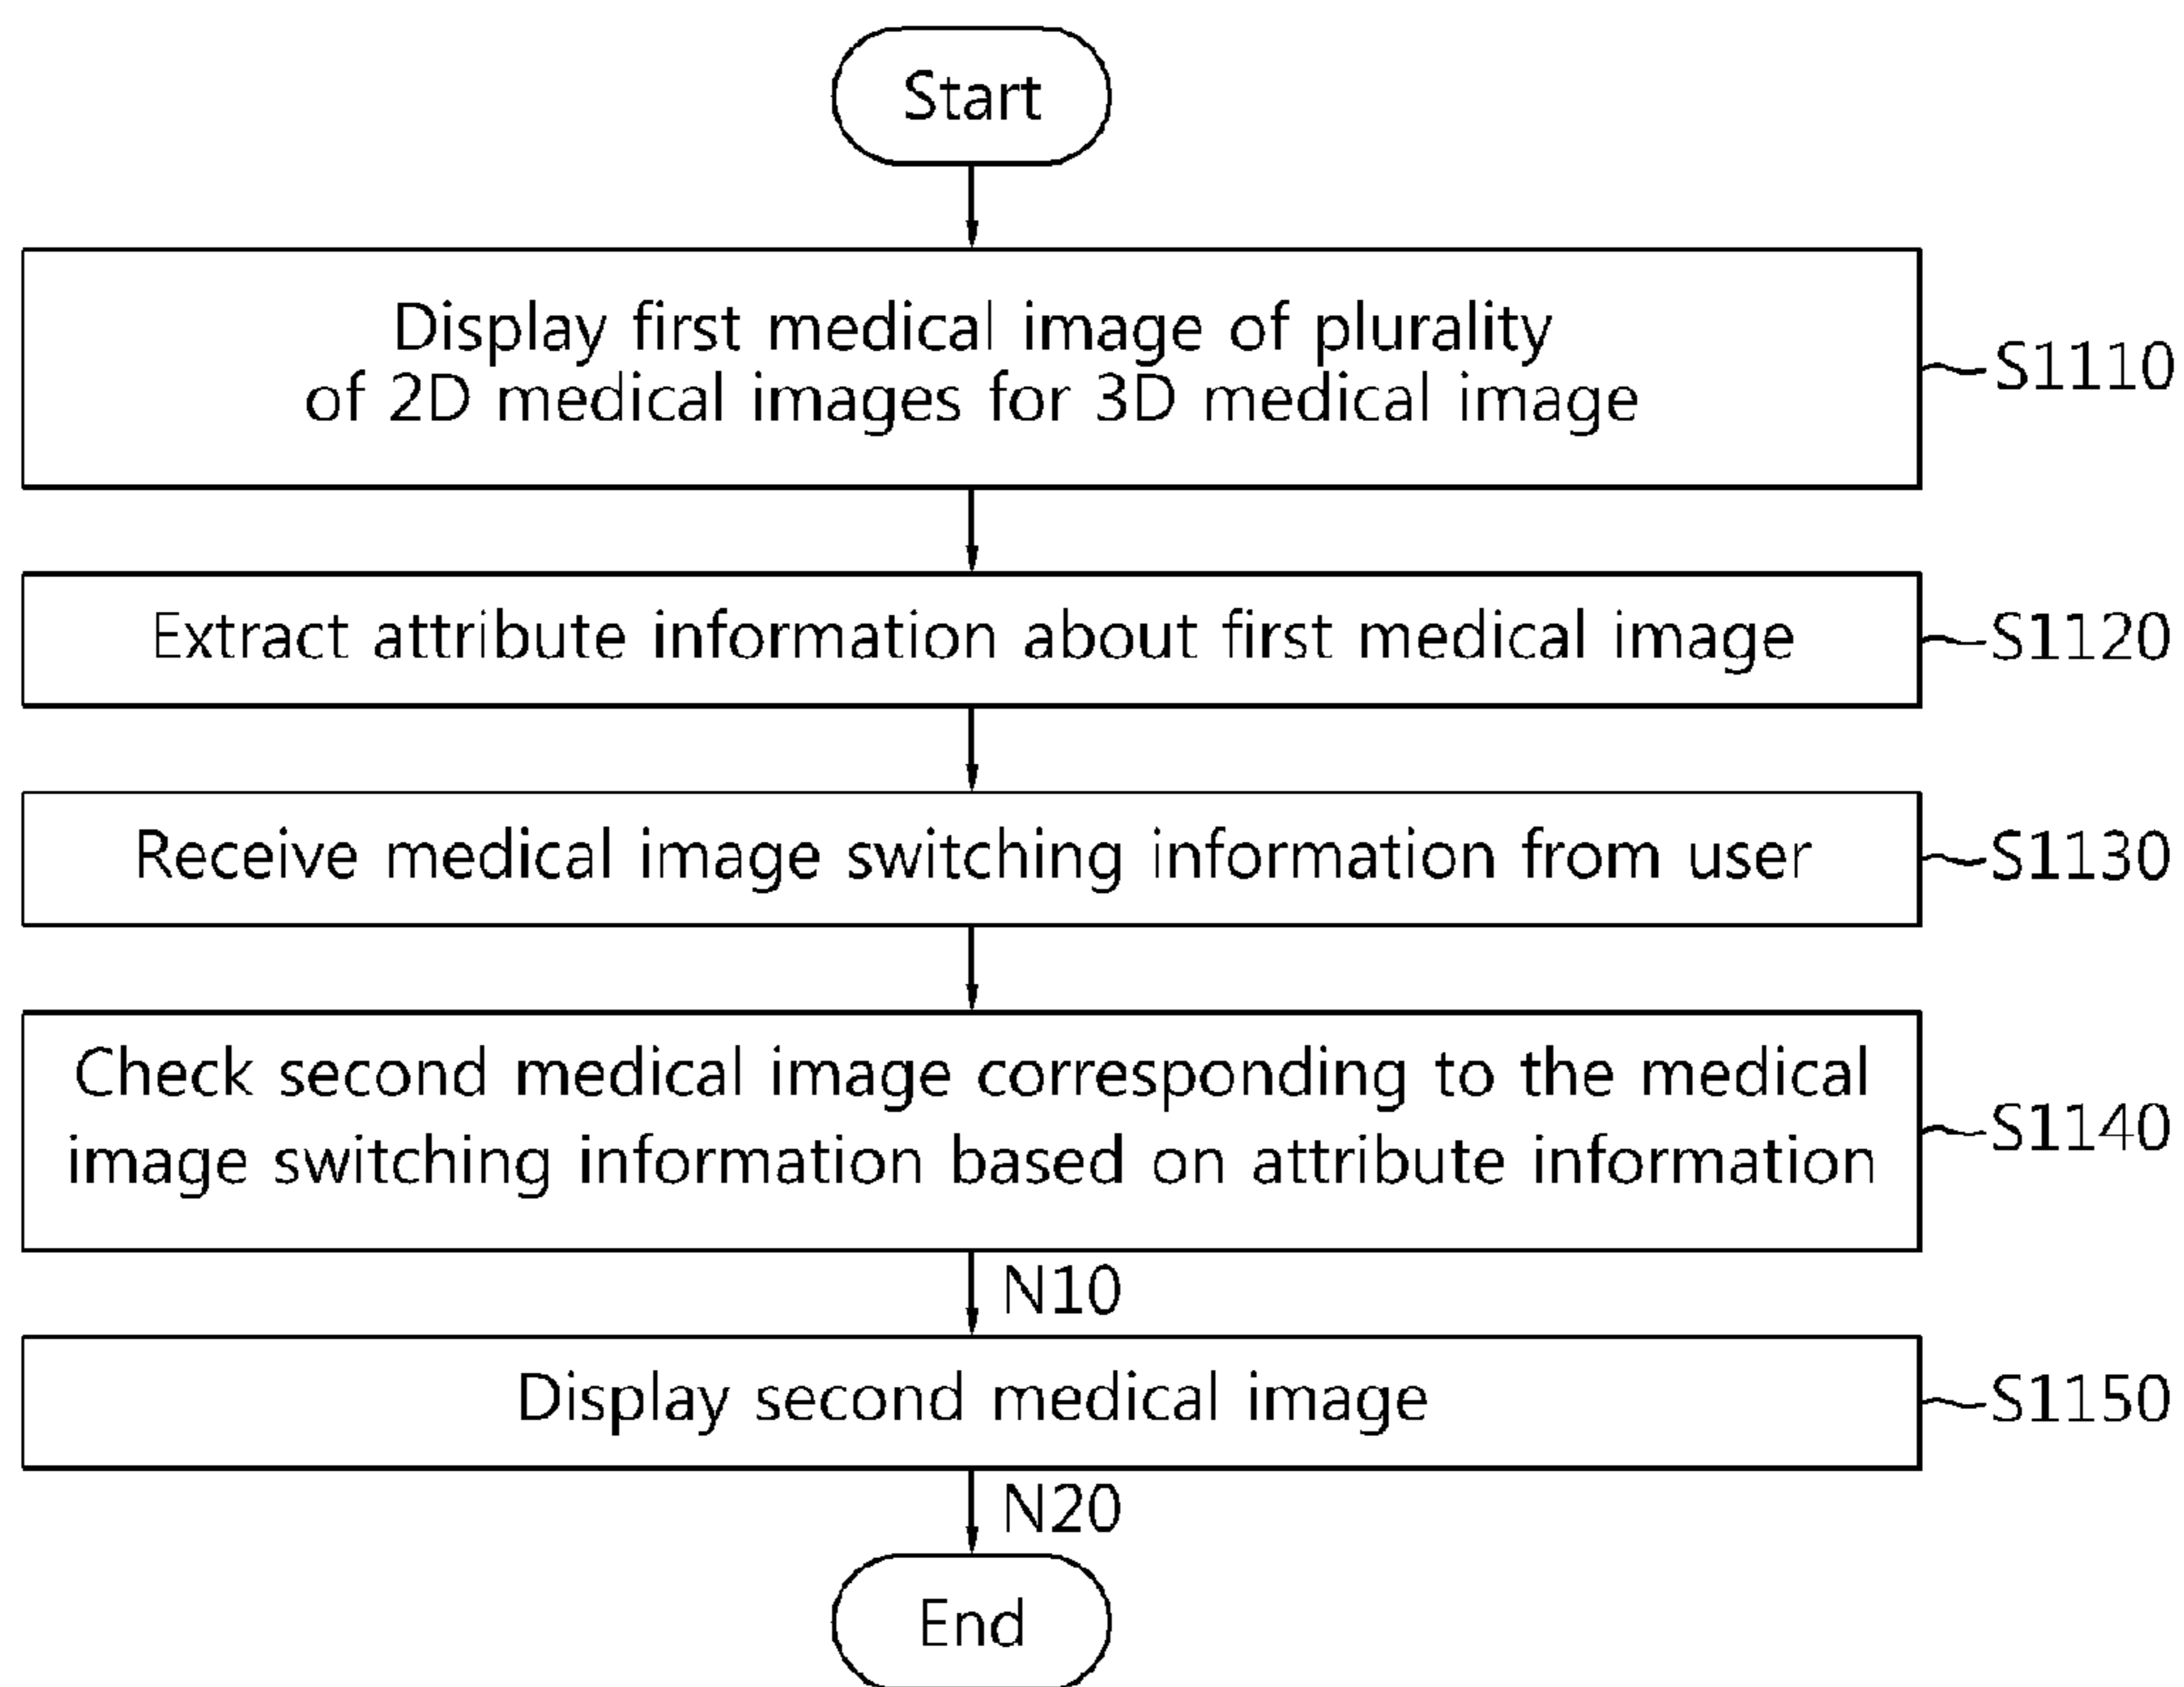 Start
Display first medical image of plurality
of 2D medical images for 3D medical image
S1110
Extract attribute information about first medical image
S1120
Receive medical image switching information from user
S1130
Check second medical image corresponding to the medical
image switching information based on attribute information
S1140
N10
Display second medical image
S1150
N20
End